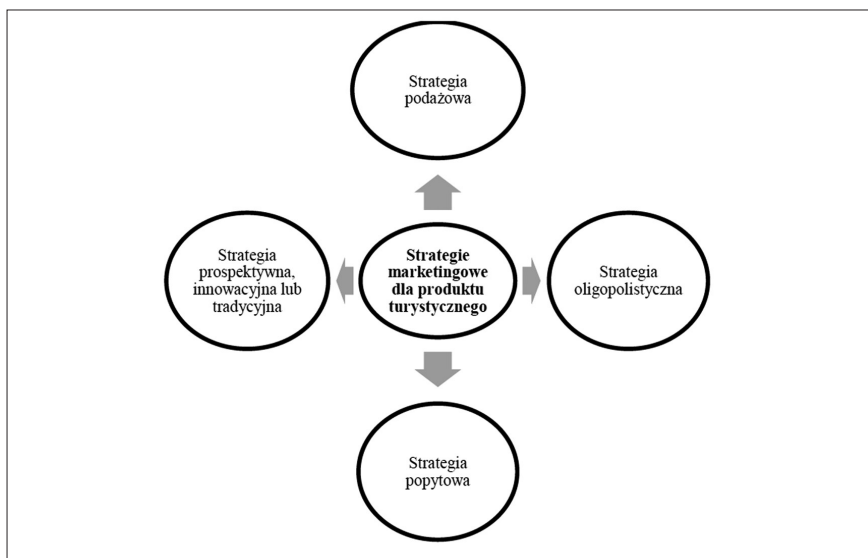 Strategia
podażowa
Strategia
prospektywna,
innowacyjna lub
tradycyjna
Strategie
marketingowe
dla produktu
turystycznego
Strategia
oligopolistyczna
Strategia
popytowa